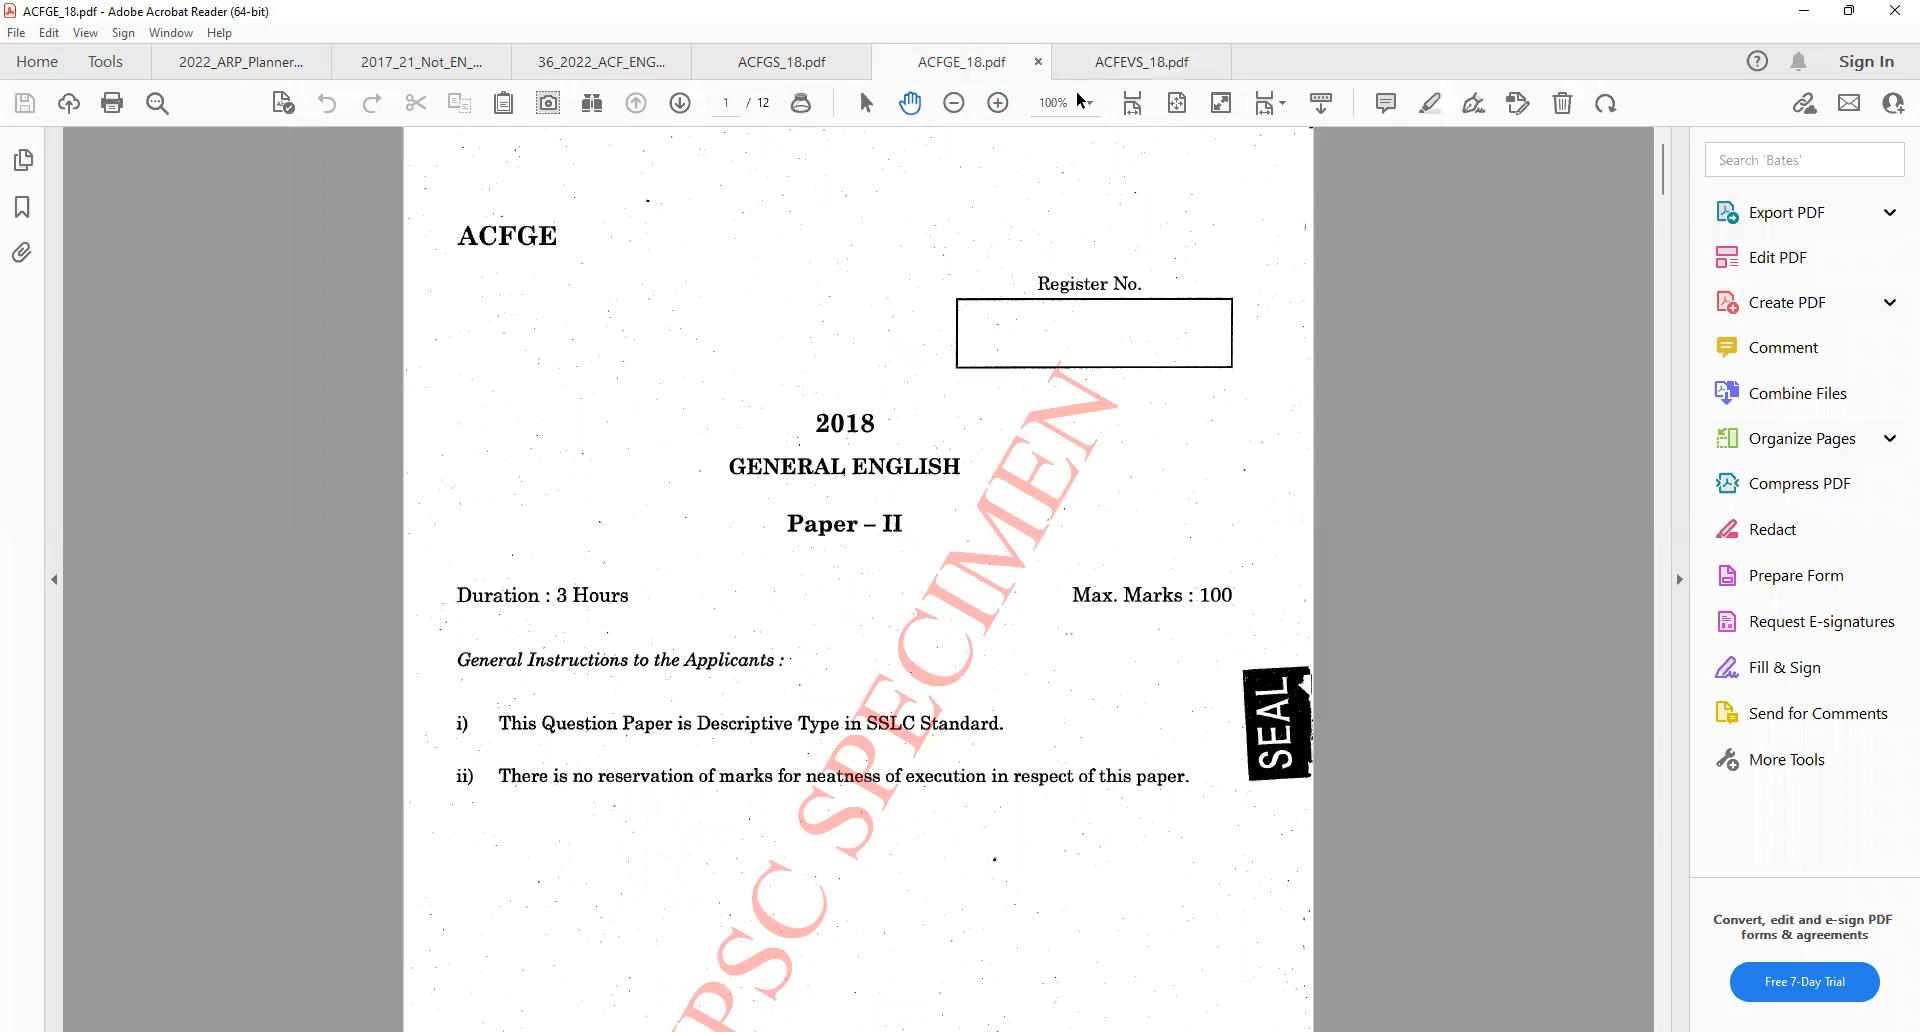 ACFGE_18.pdf - Adobe Acrobat Reader (64-bit)
File Edit View Sign Window Help
Home Tools 2022_ARP_Planner... 2017_21_Not_EN_... 36_2022_ACF_ENG... ACFGS_18.pdf ACFGE_18.pdf × ACFEVS_18.pdf Sign In
1 / 12 100%
Search 'Bates'
Export PDF
Edit PDF
Create PDF
Comment
Combine Files
Organize Pages
Compress PDF
Redact
Prepare Form
Request E-signatures
Fill & Sign
Send for Comments
More Tools
Convert, edit and e-sign PDF
forms & agreements
Free 7-Day Trial
ACFGE
Register No.
2018
GENERAL ENGLISH
Paper – II
Duration : 3 Hours Max. Marks : 100
General Instructions to the Applicants :
i) This Question Paper is Descriptive Type in SSLC Standard.
ii) There is no reservation of marks for neatness of execution in respect of this paper.
SEAL
PSC SPECIMEN